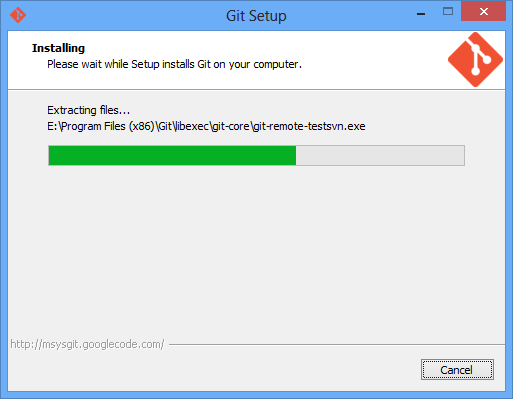 Git Setup
Installing
Please wait while Setup installs Git on your computer.
Extracting files...
E:\Program Files (x86)\Git\libexec\git-core\git-remote-testsvn.exe
http://msysgit.googlecode.com/
Cancel